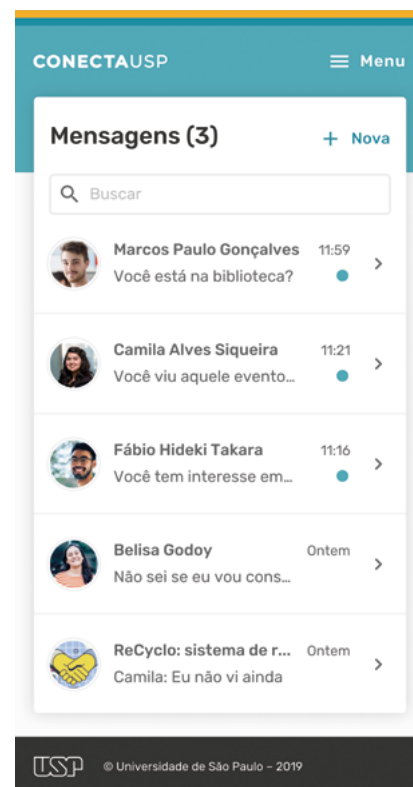 CONECTAUSP
Menu
Mensagens (3)
+ Nova
Buscar
Marcos Paulo Gonçalves 11:59
Você está na biblioteca?
Camila Alves Siqueira 11:21
Você viu aquele evento...
Fábio Hideki Takara 11:16
Você tem interesse em...
Belisa Godoy Ontem
Não sei se eu vou cons...
ReCyclo: sistema de r... Ontem
Camila: Eu não vi ainda
USP © Universidade de São Paulo – 2019